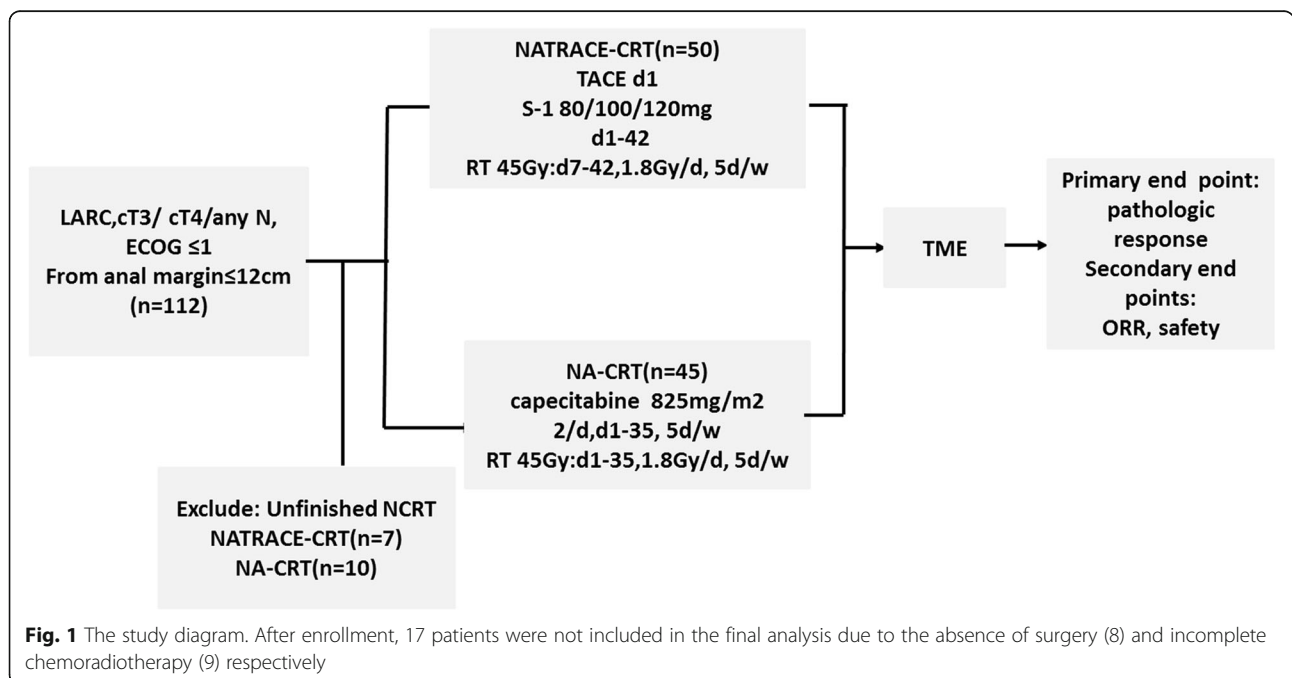 LARC,cT3/ cT4/any N,
ECOG ≤1
From anal margin≤12cm
(n=112)
Exclude: Unfinished NCRT
NATRACE-CRT(n=7)
NA-CRT(n=10)
NATRACE-CRT(n=50)
TACE d1
S-1 80/100/120mg
d1-42
RT 45Gy:d7-42,1.8Gy/d, 5d/w
NA-CRT(n=45)
capecitabine 825mg/m2
2/d,d1-35, 5d/w
RT 45Gy:d1-35,1.8Gy/d, 5d/w
TME
Primary end point:
pathologic
response
Secondary end
points:
ORR, safety
Fig. 1 The study diagram. After enrollment, 17 patients were not included in the final analysis due to the absence of surgery (8) and incomplete
chemoradiotherapy (9) respectively